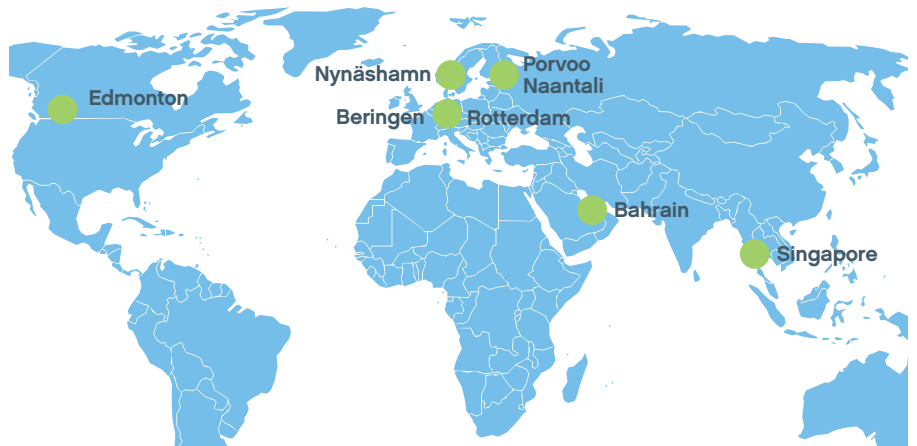 Edmonton
Nynäshamn
Porvoo
Naantali
Beringen
Rotterdam
Bahrain
Singapore